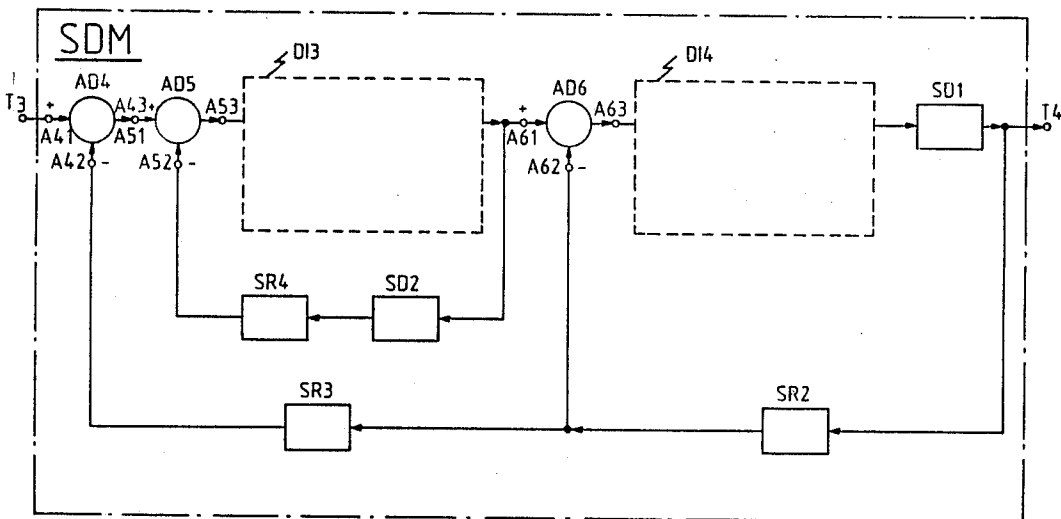 SDM
DI3
DI4
T3
+
AD4
A43
+
AD5
A53
+
AD6
A63
SD1
T4
A41
A51
A61
A42
-
A52
-
A62
-
SR4
SD2
SR3
SR2